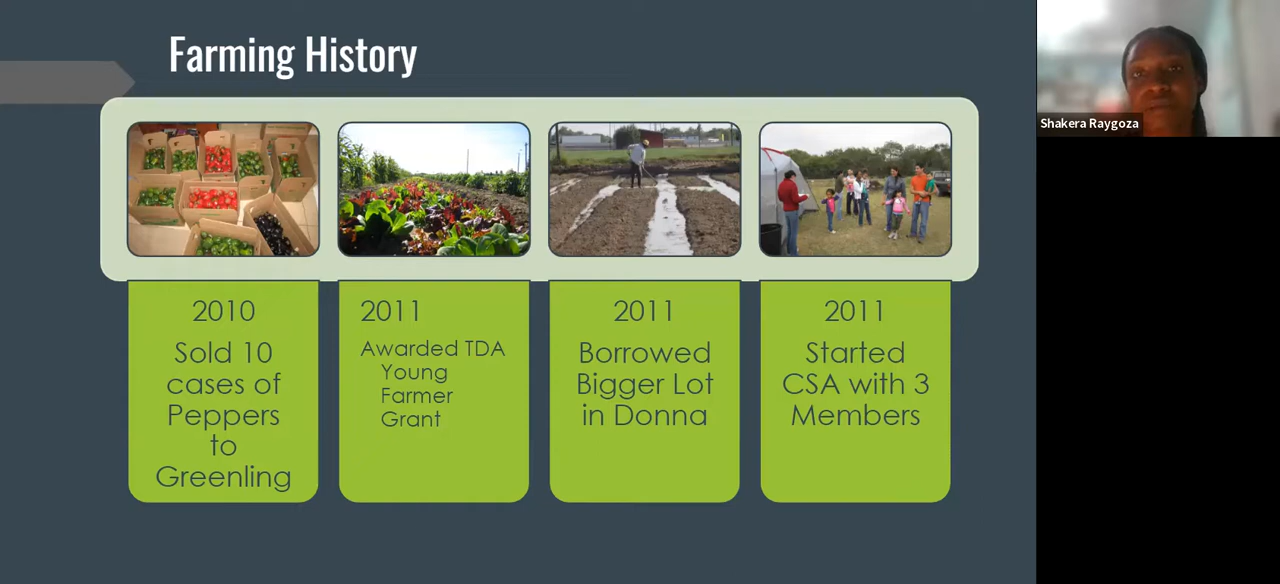 Farming History
Shakera Raygoza
2010
Sold 10
cases of
Peppers
to
Greenling
2011
Awarded TDA
Young
Farmer
Grant
2011
Borrowed
Bigger Lot
in Donna
2011
Started
CSA with 3
Members